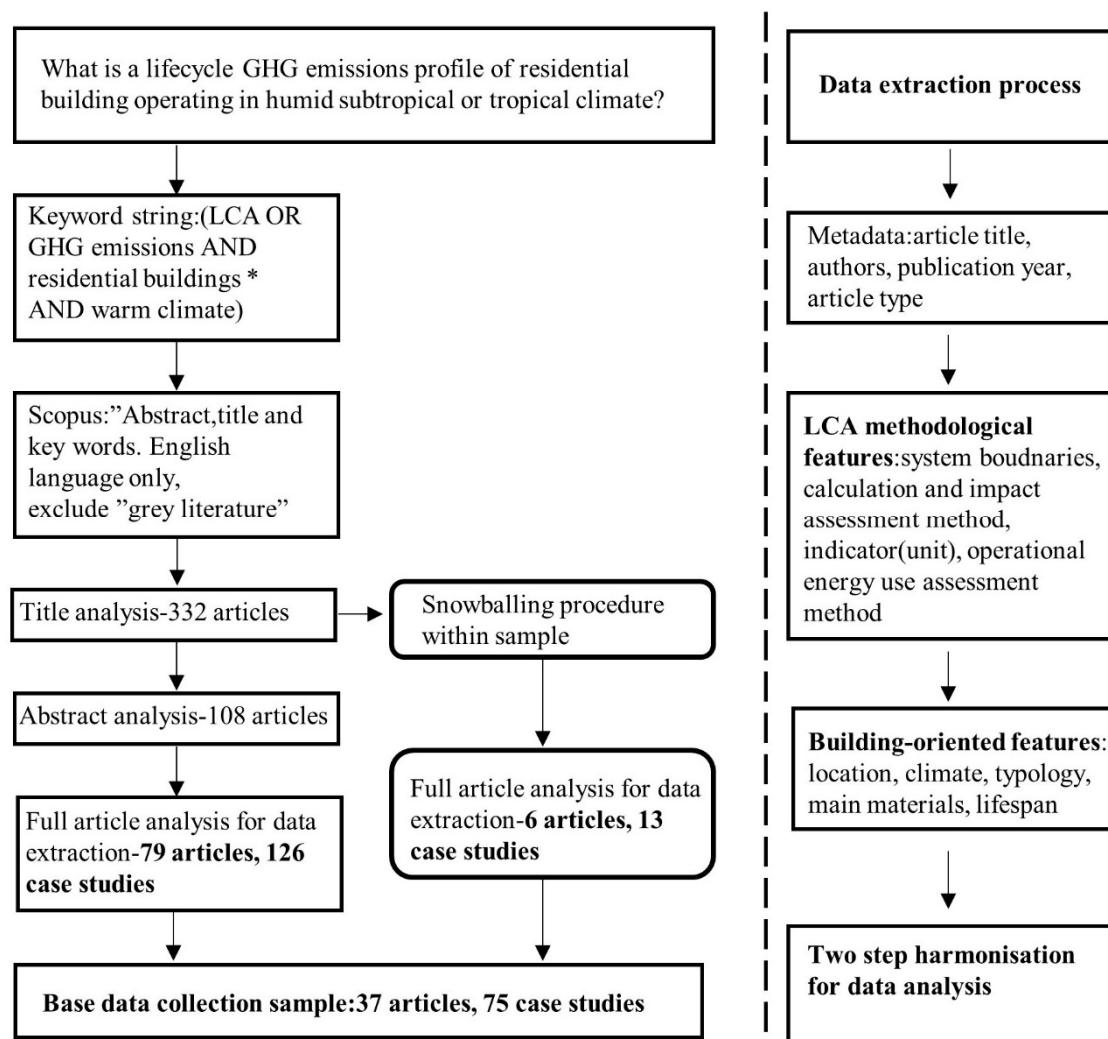 What is a lifecycle GHG emissions profile of residential
building operating in humid subtropical or tropical climate?
Keyword string:(LCA OR
GHG emissions AND
residential buildings *
AND warm climate)
Scopus:”Abstract,title and
key words. English
language only,
exclude ”grey literature”
Title analysis-332 articles
Snowballing procedure
within sample
Abstract analysis-108 articles
Full article analysis for data
extraction-79 articles, 126
case studies
Full article analysis for data
extraction-6 articles, 13
case studies
Base data collection sample:37 articles, 75 case studies
Data extraction process
Metadata:article title,
authors, publication year,
article type
LCA methodological
features:system boudnaries,
calculation and impact
assessment method,
indicator(unit), operational
energy use assessment
method
Building-oriented features:
location, climate, typology,
main materials, lifespan
Two step harmonisation
for data analysis